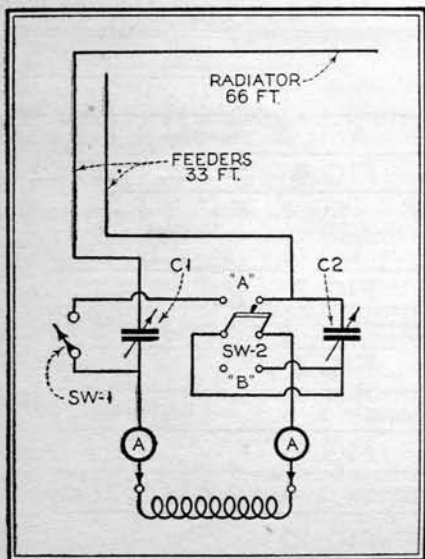 RADIATOR
66 FT.
FEEDERS
33 FT.
C1
"A"
C2
SW-1
SW-2
"B"
A
A